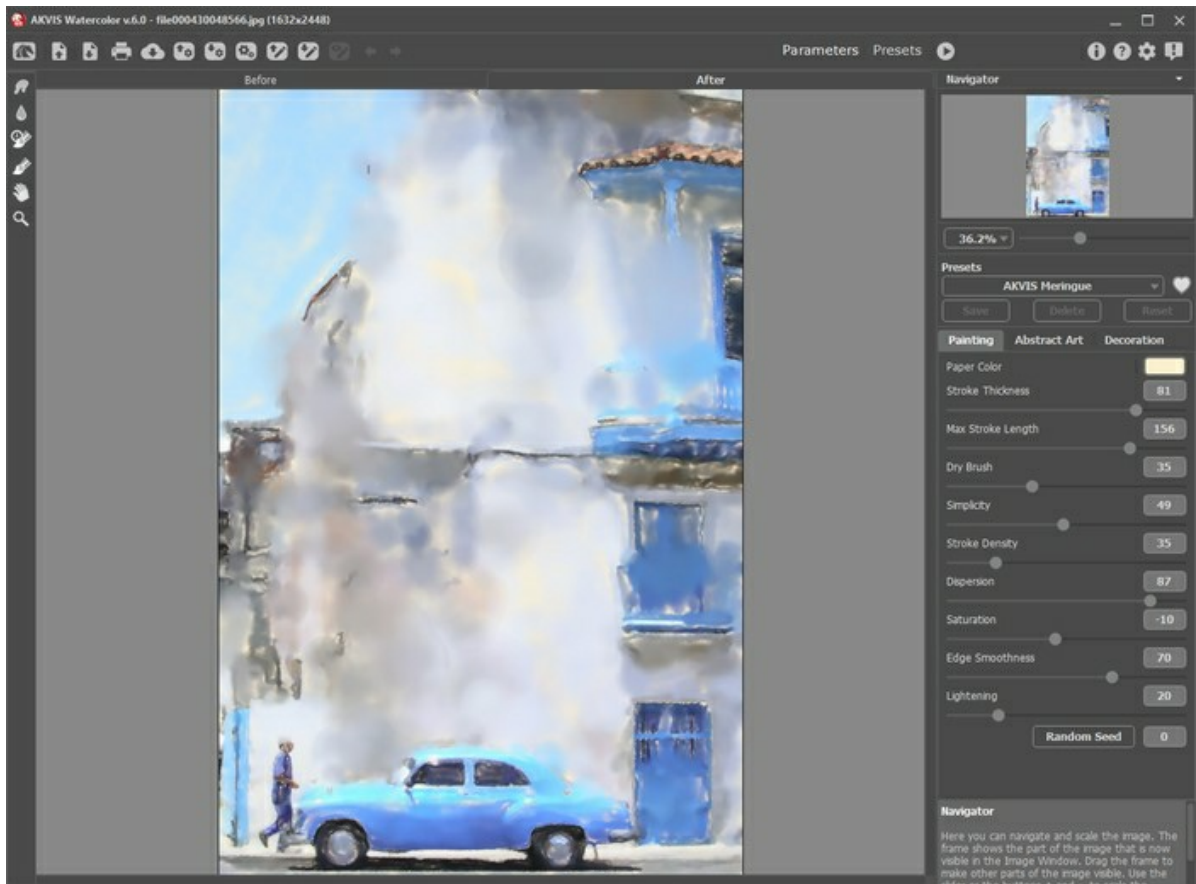 AKVIS Watercolor v.6.0 - file000430048566.jpg (1632x2448)
Parameters Presets
Before After
Navigator
36.2%
Presets
AKVIS Meringue
Save Delete Reset
Painting Abstract Art Decoration
Paper Color
Stroke Thickness 81
Max Stroke Length 156
Dry Brush 35
Simplicity 49
Stroke Density 35
Dispersion 87
Saturation -10
Edge Smoothness 70
Lightening 20
Random Seed 0
Navigator
Here you can navigate and scale the image. The
frame shows the part of the image that is now
visible in the Image Window. Drag the frame to
make other parts of the image visible. Use the